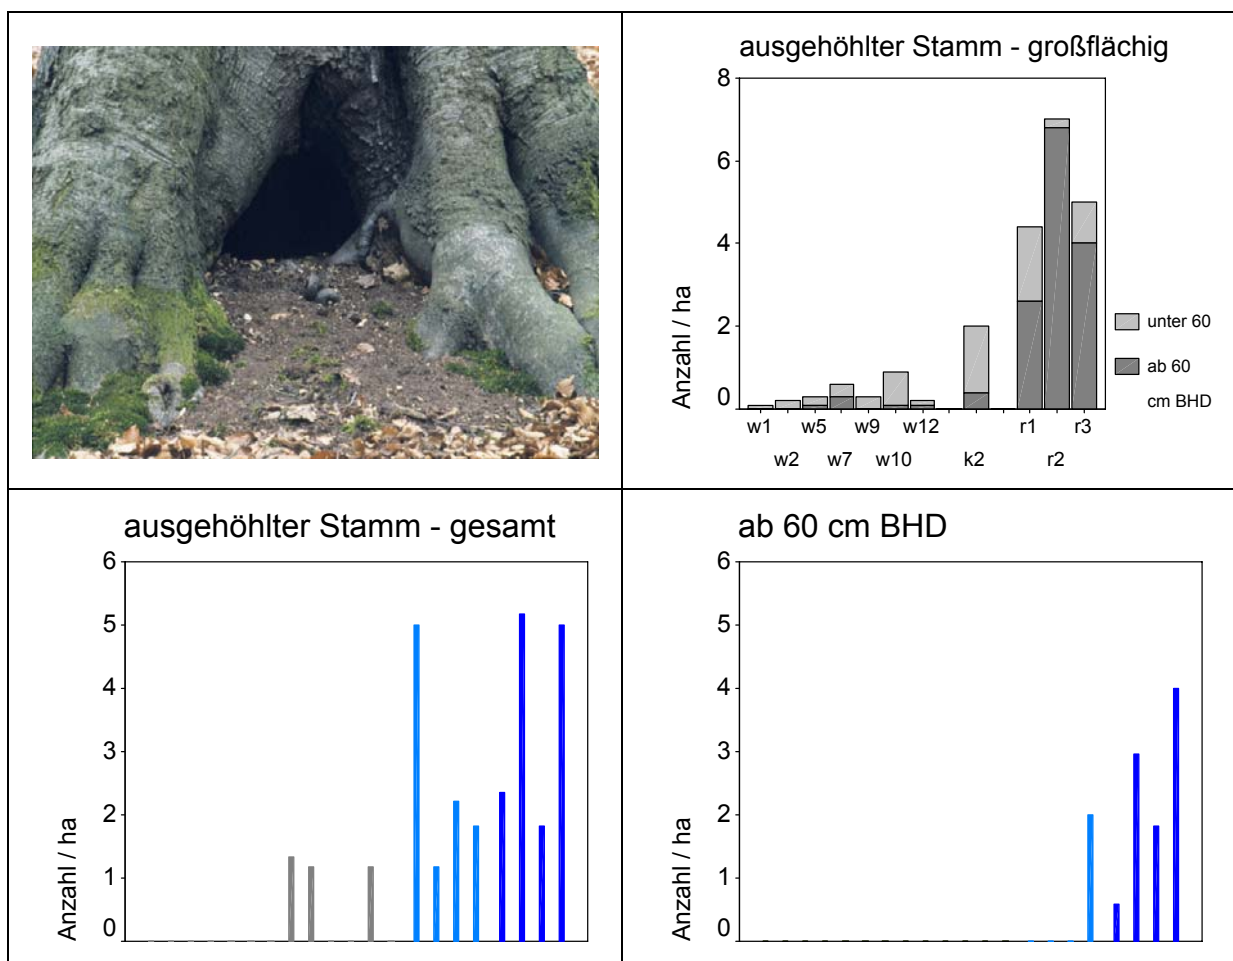 ausgehöhlter Stamm - großflächig
8
6
4
2
0
Anzahl / ha
unter 60
ab 60
cm BHD
w1 w5 w9 w12 r1 r3
w2 w7 w10 k2 r2
ausgehöhlter Stamm - gesamt
6
5
4
3
2
1
0
Anzahl / ha
ab 60 cm BHD
6
5
4
3
2
1
0
Anzahl / ha